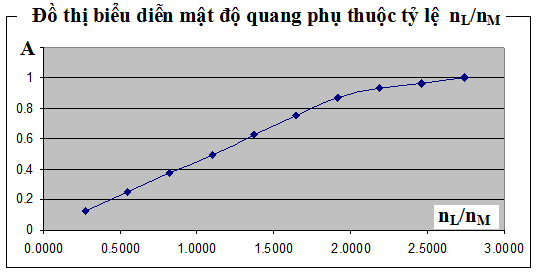 Đồ thị biểu diễn mật độ quang phụ thuộc tỷ lệ nL/nM
A
1
0.8
0.6
0.4
0.2
0
nL/nM
0.0000 0.5000 1.0000 1.5000 2.0000 2.5000 3.0000